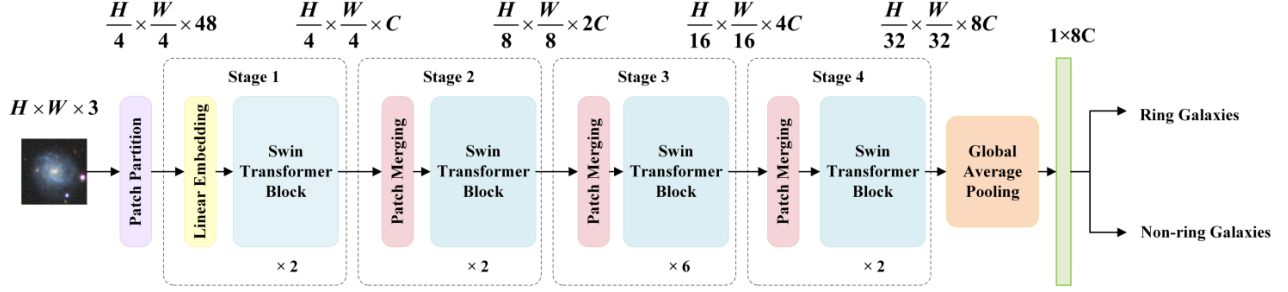 H/4 × W/4 × 48
H/4 × W/4 × C
H/8 × W/8 × 2C
H/16 × W/16 × 4C
H/32 × W/32 × 8C
1×8C
H × W × 3
Patch Partition
Stage 1
Linear Embedding
Swin
Transformer
Block
× 2
Stage 2
Patch Merging
Swin
Transformer
Block
× 2
Stage 3
Patch Merging
Swin
Transformer
Block
× 6
Stage 4
Patch Merging
Swin
Transformer
Block
× 2
Global
Average
Pooling
Ring Galaxies
Non-ring Galaxies